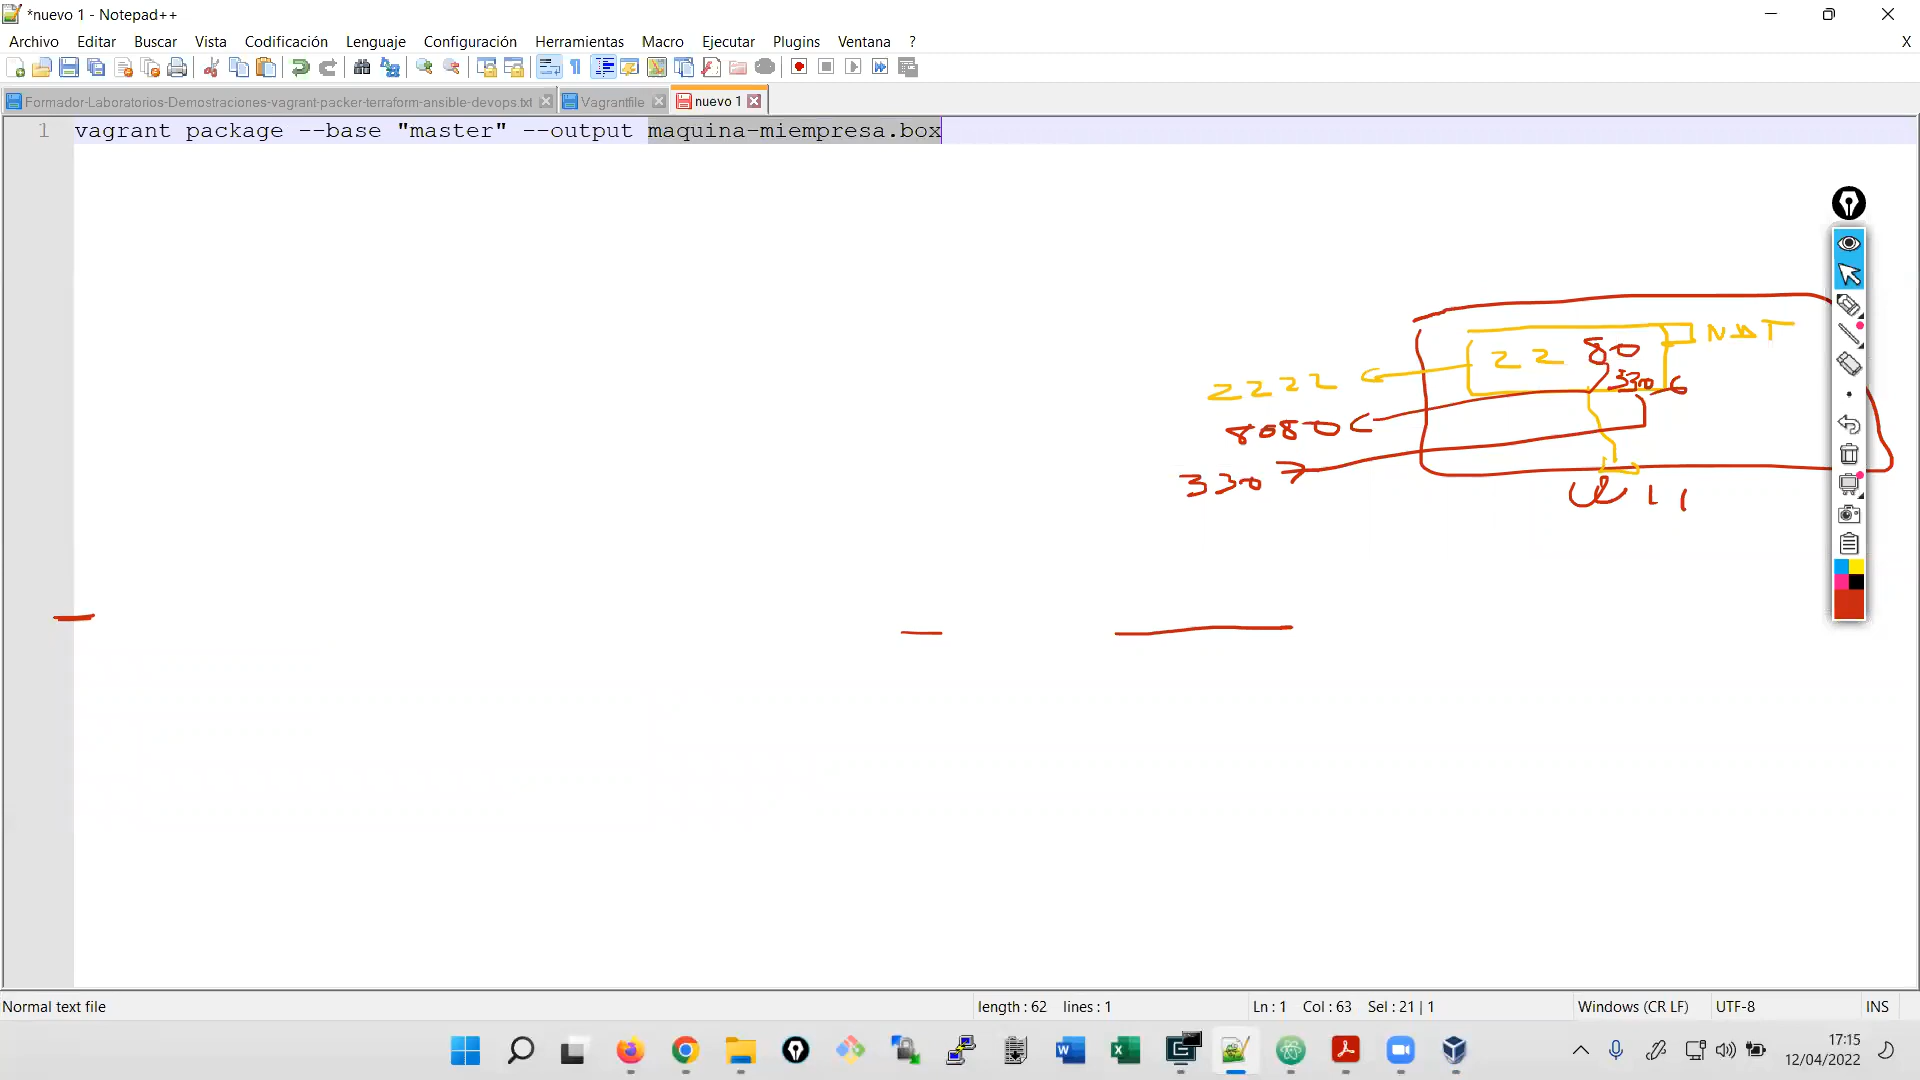 *nuevo 1 - Notepad++
Archivo Editar Buscar Vista Codificación Lenguaje Configuración Herramientas Macro Ejecutar Plugins Ventana ? X
Formador-Laboratorios-Demostraciones-vagrant-packer-terraform-ansible-devops.txt Vagrantfile nuevo 1
1 vagrant package --base "master" --output maquina-miempresa.box
NAT
22 80
2222 3306
8080
330
W 11
Normal text file length : 62 lines : 1 Ln : 1 Col : 63 Sel : 21 | 1 Windows (CR LF) UTF-8 INS
17:15
12/04/2022